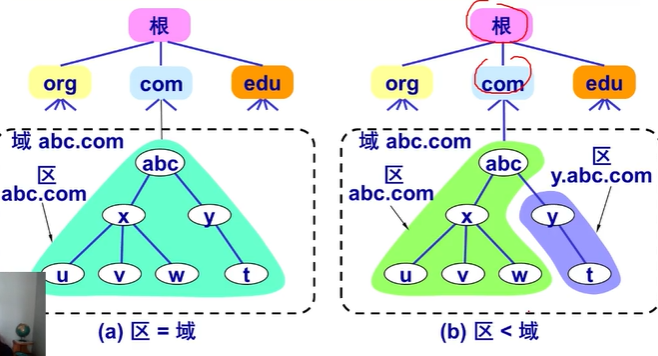 根
org com edu
域 abc.com
区
abc.com
abc
x y
u v w t
(a) 区 = 域
根
org com edu
域 abc.com
区
abc.com
区
y.abc.com
abc
x y
u v w t
(b) 区 < 域